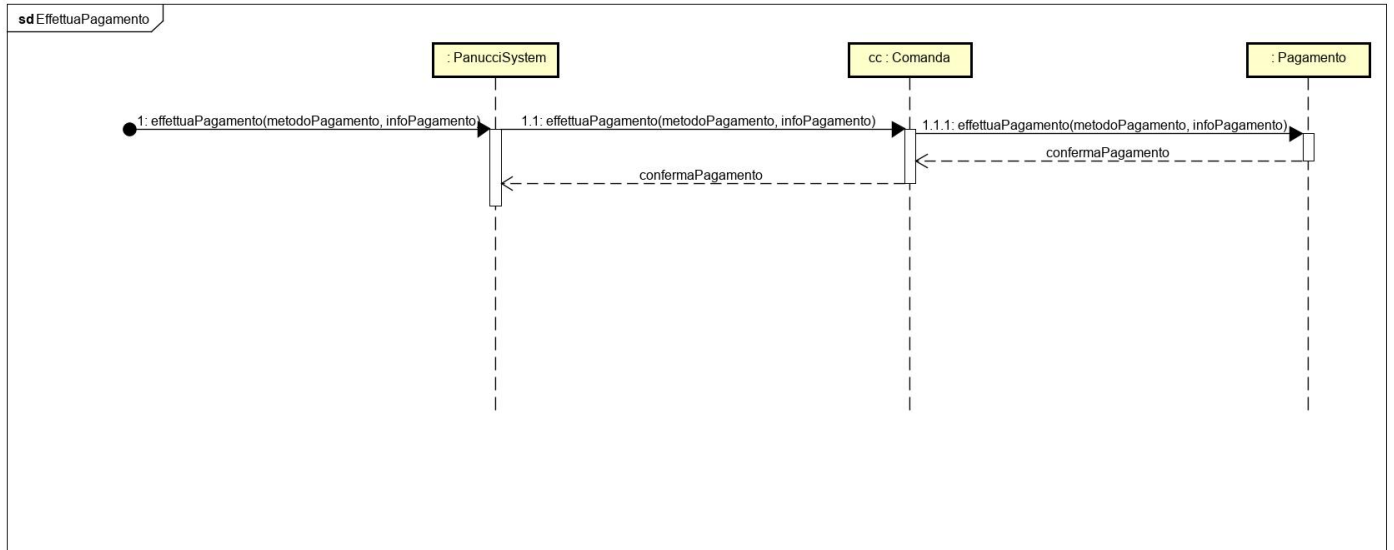 sd EffettuaPagamento
: PanucciSystem
cc : Comanda
: Pagamento
1: effettuaPagamento(metodoPagamento, infoPagamento)
1.1: effettuaPagamento(metodoPagamento, infoPagamento)
1.1.1: effettuaPagamento(metodoPagamento, infoPagamento)
confermaPagamento
confermaPagamento